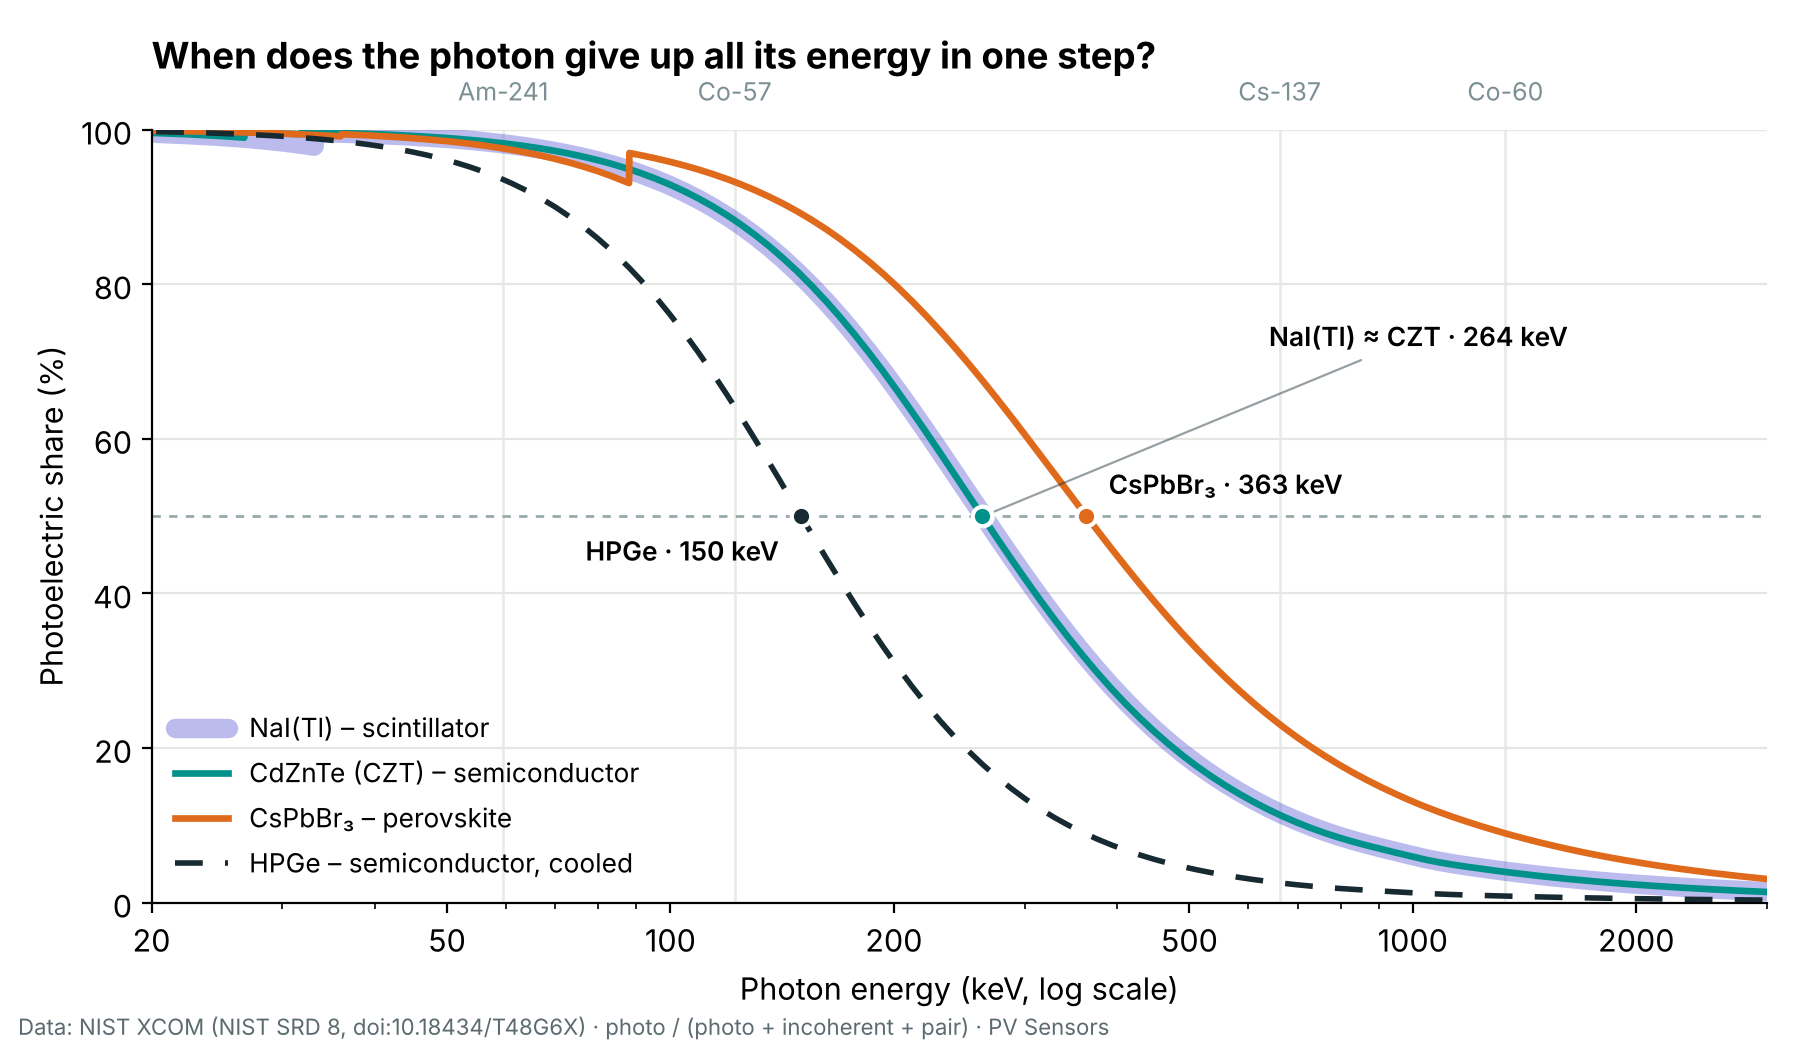 When does the photon give up all its energy in one step?
Am-241 Co-57 Cs-137 Co-60
100
80
60
40
20
0
Photoelectric share (%)
NaI(Tl) ≈ CZT · 264 keV
CsPbBr₃ · 363 keV
HPGe · 150 keV
NaI(Tl) – scintillator
CdZnTe (CZT) – semiconductor
CsPbBr₃ – perovskite
HPGe – semiconductor, cooled
20 50 100 200 500 1000 2000
Photon energy (keV, log scale)
Data: NIST XCOM (NIST SRD 8, doi:10.18434/T48G6X) · photo / (photo + incoherent + pair) · PV Sensors